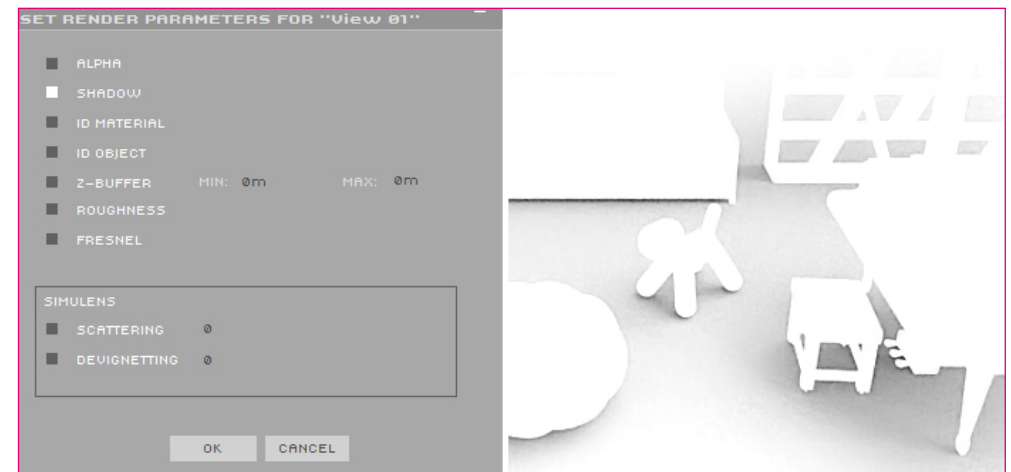 SET RENDER PARAMETERS FOR "View 01"
ALPHA
SHADOW
ID MATERIAL
ID OBJECT
Z-BUFFER MIN: 0m MAX: 0m
ROUGHNESS
FRESNEL
SIMULENS
SCATTERING 0
DEVIGNETTING 0
OK CANCEL